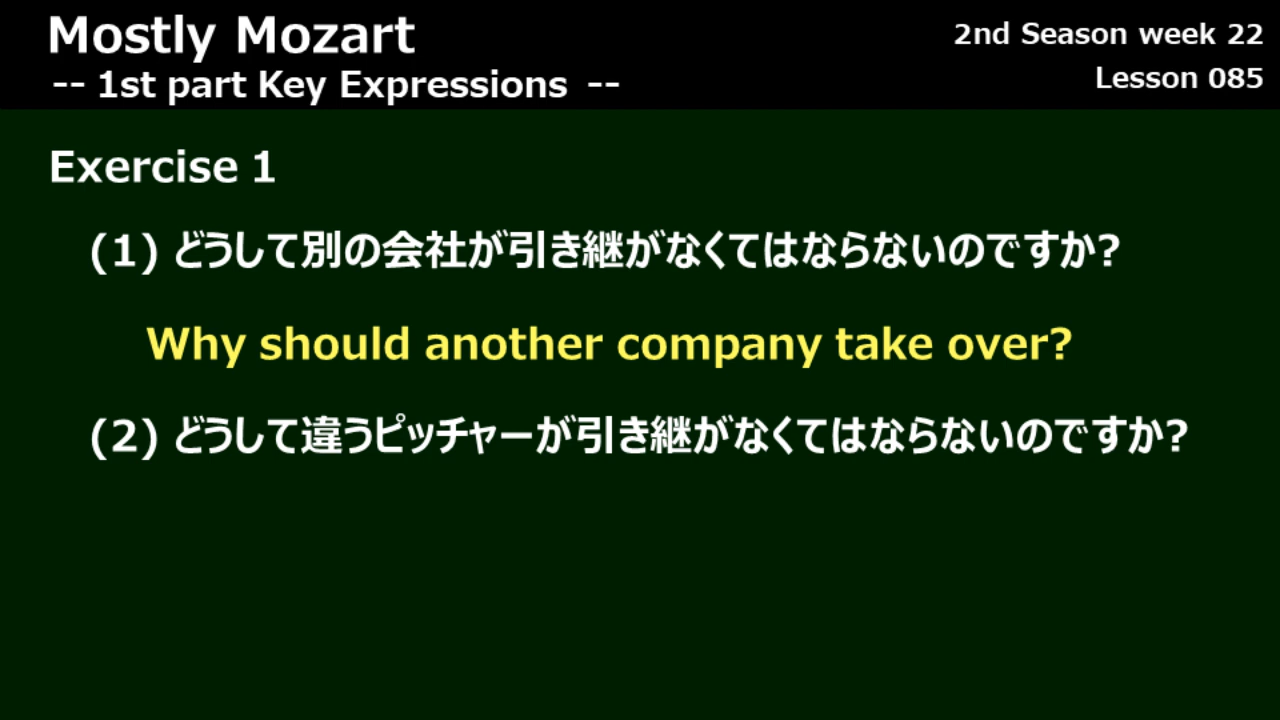 Mostly Mozart
2nd Season week 22
-- 1st part Key Expressions --
Lesson 085
Exercise 1
(1) どうして別の会社が引き継がなくてはならないのですか?
Why should another company take over?
(2) どうして違うピッチャーが引き継がなくてはならないのですか?